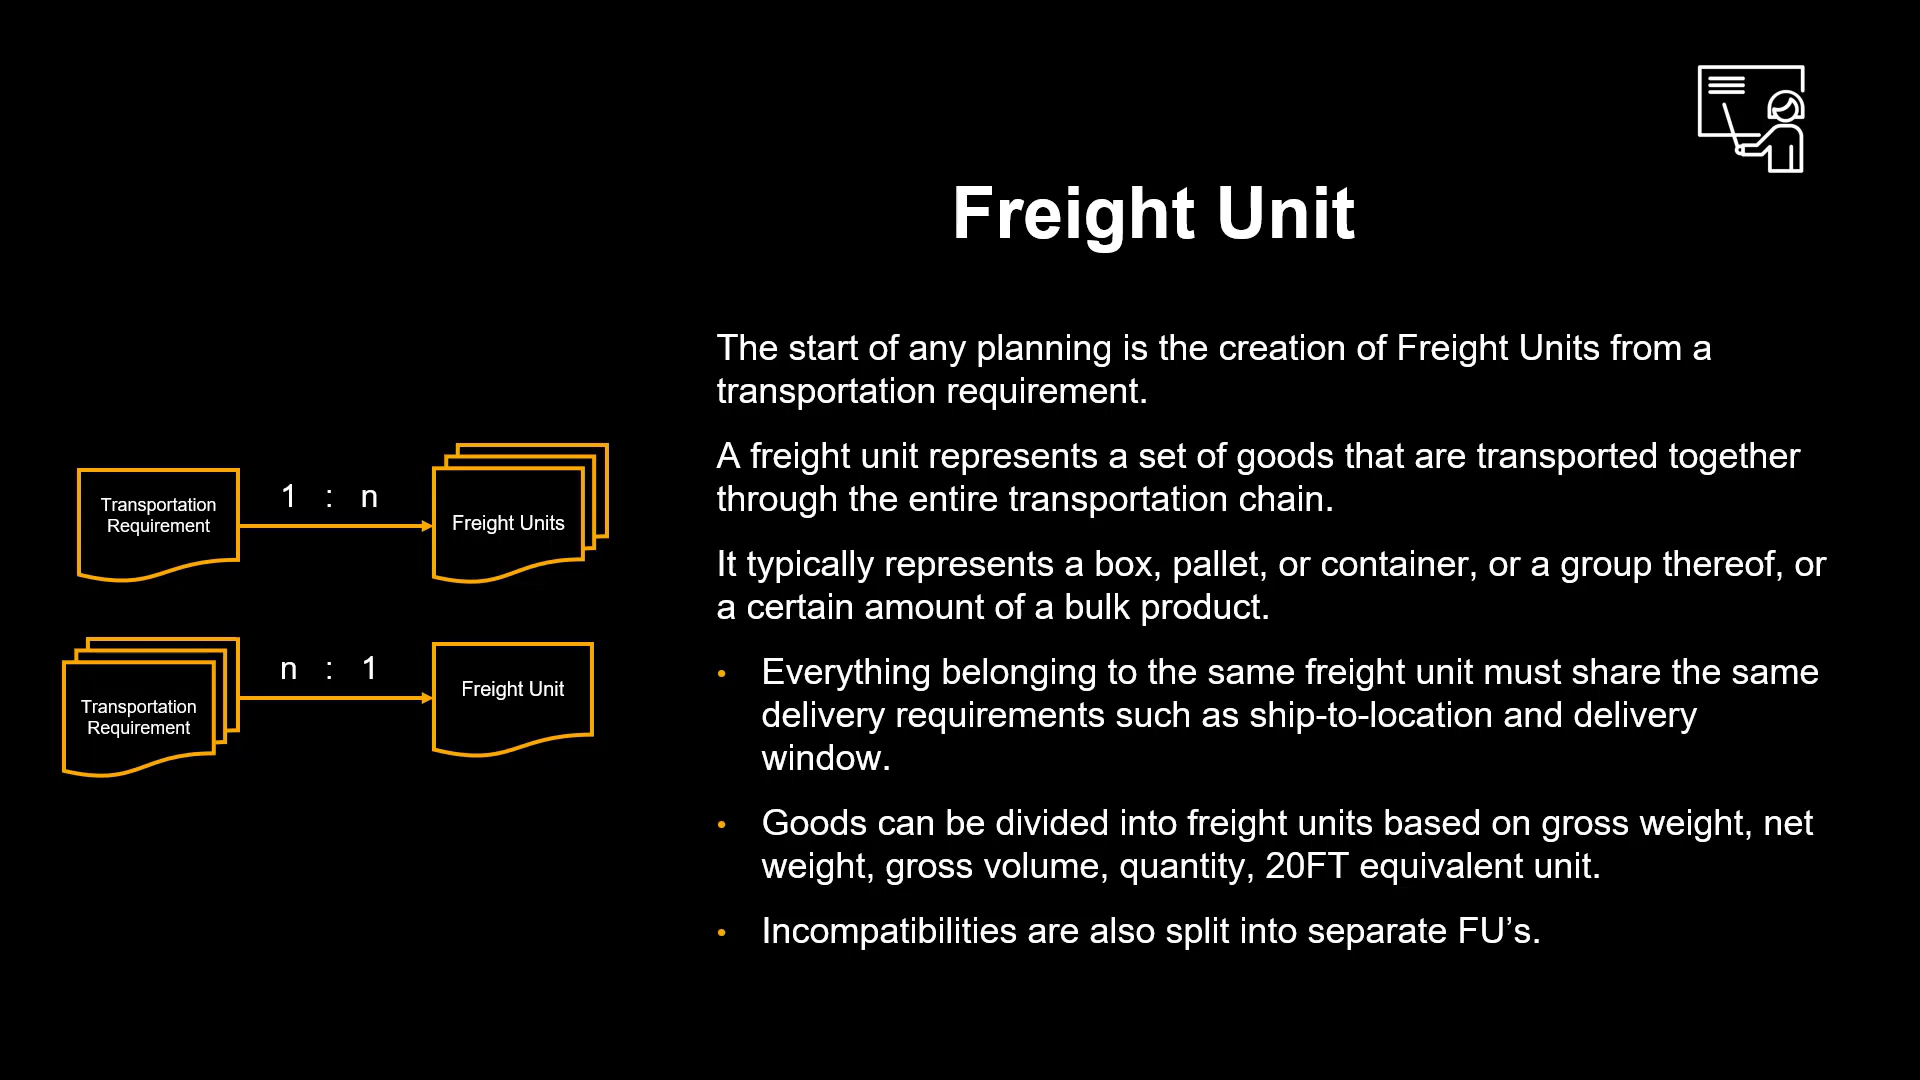 Freight Unit
Transportation
Requirement
1 : n
Freight Units
Transportation
Requirement
n : 1
Freight Unit
The start of any planning is the creation of Freight Units from a
transportation requirement.
A freight unit represents a set of goods that are transported together
through the entire transportation chain.
It typically represents a box, pallet, or container, or a group thereof, or
a certain amount of a bulk product.
• Everything belonging to the same freight unit must share the same
delivery requirements such as ship-to-location and delivery
window.
• Goods can be divided into freight units based on gross weight, net
weight, gross volume, quantity, 20FT equivalent unit.
• Incompatibilities are also split into separate FU’s.